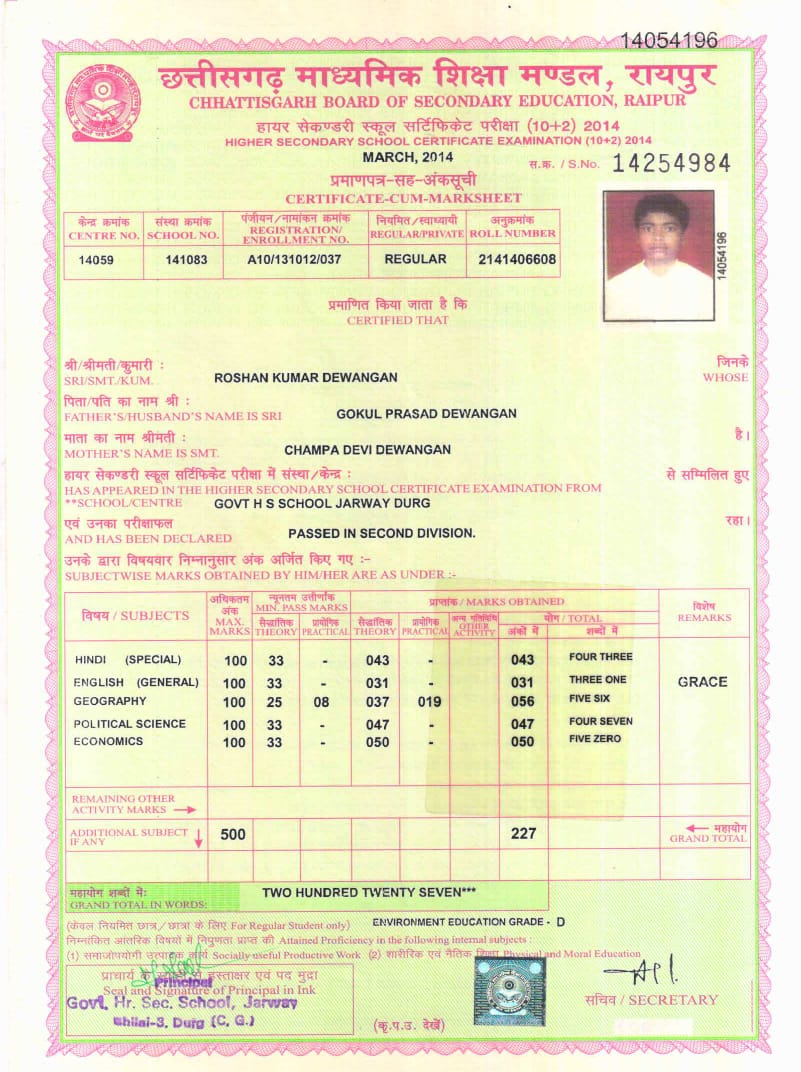 14054196
छत्तीसगढ़ माध्यमिक शिक्षा मण्डल, रायपुर
CHHATTISGARH BOARD OF SECONDARY EDUCATION, RAIPUR
हायर सेकण्डरी स्कूल सर्टिफिकेट परीक्षा (10+2) 2014
HIGHER SECONDARY SCHOOL CERTIFICATE EXAMINATION (10+2) 2014
MARCH, 2014
स.क्र. / S.No. 14254984
प्रमाणपत्र-सह-अंकसूची
CERTIFICATE-CUM-MARKSHEET
केन्द्र क्रमांक संस्था क्रमांक पंजीयन/नामांकन क्रमांक नियमित/स्वाध्यायी अनुक्रमांक
CENTRE NO. SCHOOL NO. REGISTRATION/ ENROLLMENT NO. REGULAR/PRIVATE ROLL NUMBER
14059 141083 A10/131012/037 REGULAR 2141406608
14054196
प्रमाणित किया जाता है कि
CERTIFIED THAT
श्री/श्रीमती/कुमारी : जिनके
SRI/SMT./KUM. ROSHAN KUMAR DEWANGAN WHOSE
पिता/पति का नाम श्री :
FATHER'S/HUSBAND'S NAME IS SRI GOKUL PRASAD DEWANGAN
माता का नाम श्रीमती : है।
MOTHER'S NAME IS SMT. CHAMPA DEVI DEWANGAN
हायर सेकण्डरी स्कूल सर्टिफिकेट परीक्षा में संस्था/केन्द्र : से सम्मिलित हुए
HAS APPEARED IN THE HIGHER SECONDARY SCHOOL CERTIFICATE EXAMINATION FROM
**SCHOOL/CENTRE GOVT H S SCHOOL JARWAY DURG
एवं उनका परीक्षाफल रहा।
AND HAS BEEN DECLARED PASSED IN SECOND DIVISION.
उनके द्वारा विषयवार निम्नानुसार अंक अर्जित किए गए :-
SUBJECTWISE MARKS OBTAINED BY HIM/HER ARE AS UNDER :-
विषय / SUBJECTS अधिकतम अंक MAX. MARKS न्यूनतम उत्तीर्णांक MIN. PASS MARKS प्राप्तांक / MARKS OBTAINED विशेष REMARKS
सैद्धांतिक THEORY प्रायोगिक PRACTICAL सैद्धांतिक THEORY प्रायोगिक PRACTICAL अन्य गतिविधि OTHER ACTIVITY योग / TOTAL
अंकों में शब्दों में
HINDI (SPECIAL) 100 33 - 043 - 043 FOUR THREE
ENGLISH (GENERAL) 100 33 - 031 - 031 THREE ONE GRACE
GEOGRAPHY 100 25 08 037 019 056 FIVE SIX
POLITICAL SCIENCE 100 33 - 047 - 047 FOUR SEVEN
ECONOMICS 100 33 - 050 - 050 FIVE ZERO
REMAINING OTHER
ACTIVITY MARKS →
ADDITIONAL SUBJECT IF ANY ↓ 500 227 ← महायोग GRAND TOTAL
महायोग शब्दों में:
GRAND TOTAL IN WORDS: TWO HUNDRED TWENTY SEVEN***
(केवल नियमित छात्र/ छात्रा के लिए For Regular Student only) ENVIRONMENT EDUCATION GRADE - D
निम्नांकित आतरिक विषयों में निपुणता प्राप्त की Attained Proficiency in the following internal subjects :
(1) समाजोपयोगी उत्पादक कार्य Socially useful Productive Work (2) शारीरिक एवं नैतिक शिक्षा Physical and Moral Education
प्राचार्य के हस्ताक्षर एवं पद मुद्रा
Principal
Seal and Signature of Principal in Ink
Govt. Hr. Sec. School, Jarway
Bhilai-3, Durg (C. G.)
(कृ.प.उ. देखें)
सचिव / SECRETARY